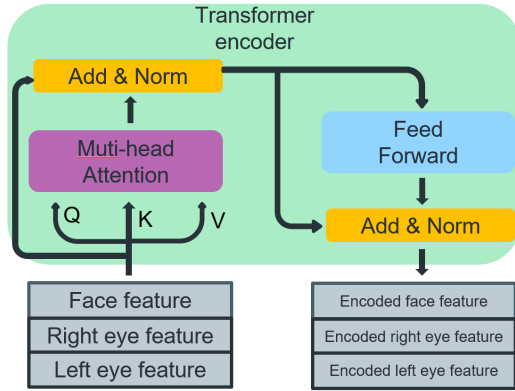 Transformer
encoder
Add & Norm
Muti-head
Attention
Q
K
V
Face feature
Right eye feature
Left eye feature
Feed
Forward
Add & Norm
Encoded face feature
Encoded right eye feature
Encoded left eye feature